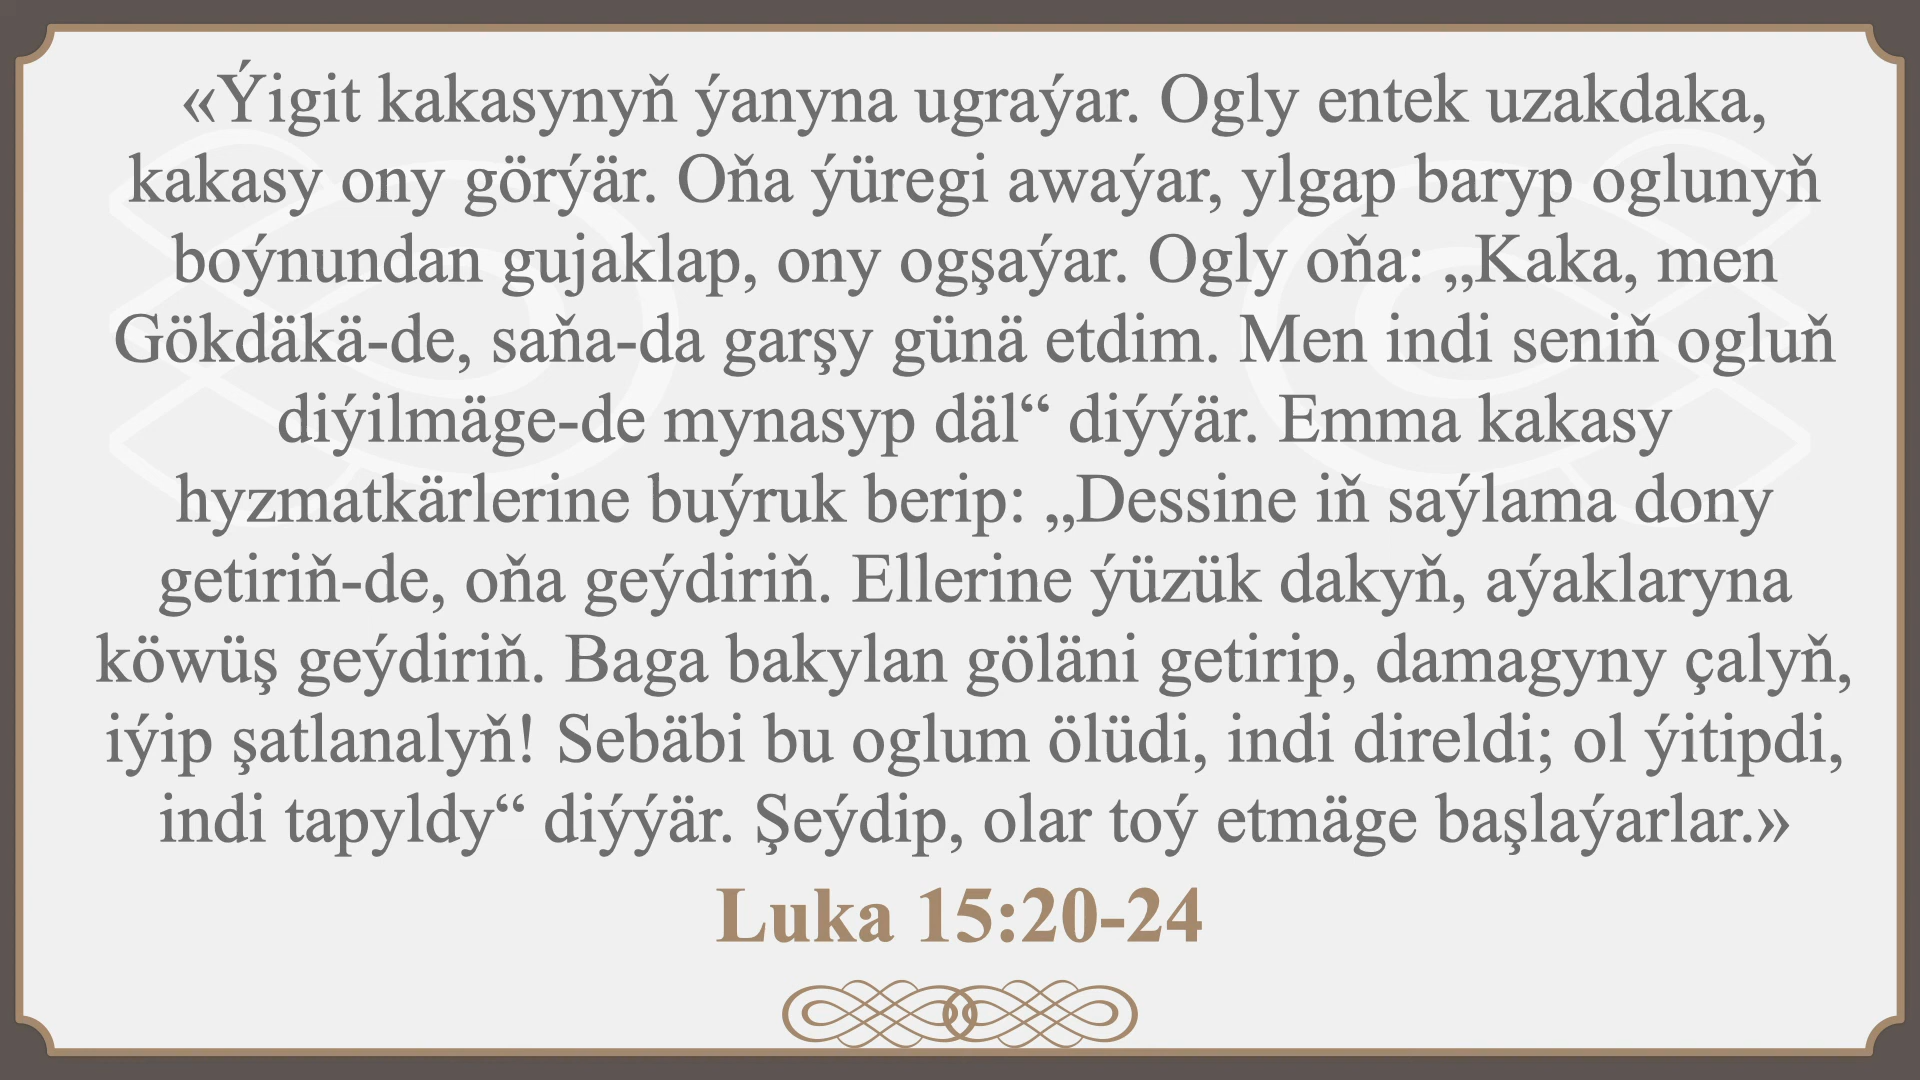 «Ýigit kakasynyň ýanyna ugraýar. Ogly entek uzakdaka,
kakasy ony görýär. Oňa ýüregi awaýar, ylgap baryp oglunyň
boýnundan gujaklap, ony ogşaýar. Ogly oňa: „Kaka, men
Gökdäkä-de, saňa-da garşy günä etdim. Men indi seniň ogluň
diýilmäge-de mynasyp däl“ diýýär. Emma kakasy
hyzmatkärlerine buýruk berip: „Dessine iň saýlama dony
getiriň-de, oňa geýdiriň. Ellerine ýüzük dakyň, aýaklaryna
köwüş geýdiriň. Baga bakylan göläni getirip, damagyny çalyň,
iýip şatlanalyň! Sebäbi bu oglum ölüdi, indi direldi; ol ýitipdi,
indi tapyldy“ diýýär. Şeýdip, olar toý etmäge başlaýarlar.»
Luka 15:20-24